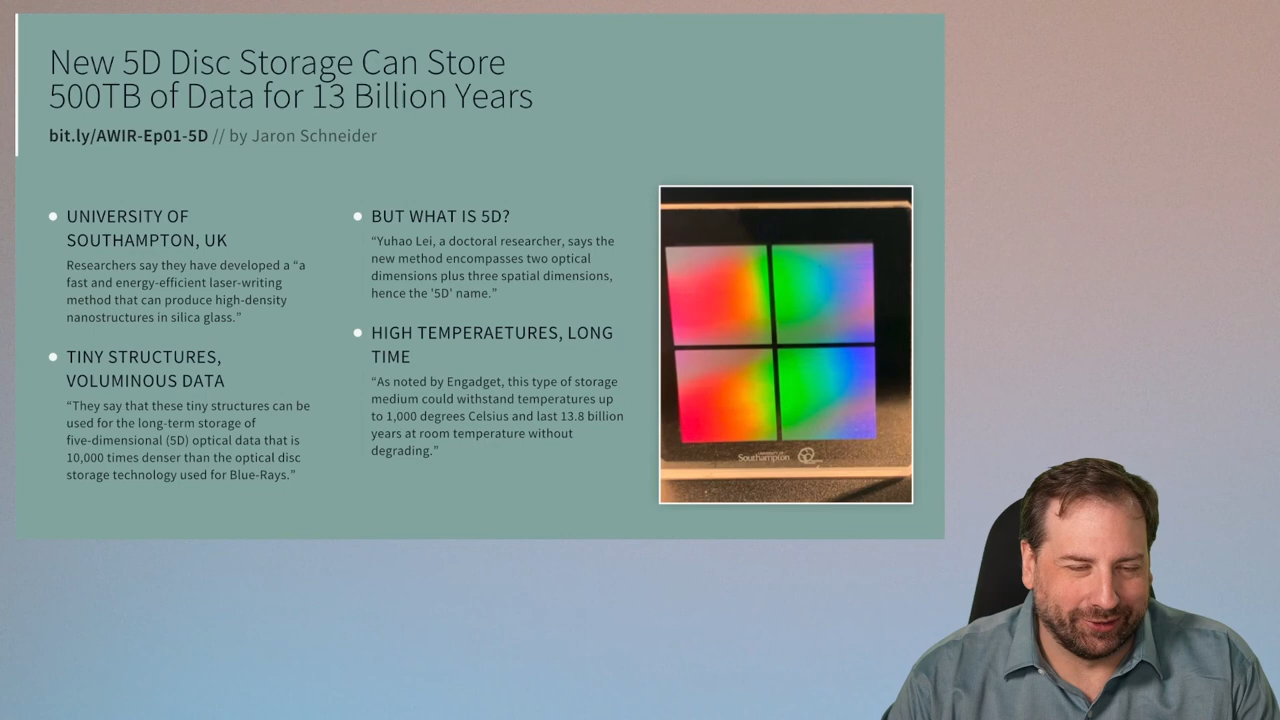 New 5D Disc Storage Can Store
500TB of Data for 13 Billion Years
bit.ly/AWIR-Ep01-5D // by Jaron Schneider
UNIVERSITY OF
SOUTHAMPTON, UK
Researchers say they have developed a “a
fast and energy-efficient laser-writing
method that can produce high-density
nanostructures in silica glass.”
TINY STRUCTURES,
VOLUMINOUS DATA
“They say that these tiny structures can be
used for the long-term storage of
five-dimensional (5D) optical data that is
10,000 times denser than the optical disc
storage technology used for Blue-Rays.”
BUT WHAT IS 5D?
“Yuhao Lei, a doctoral researcher, says the
new method encompasses two optical
dimensions plus three spatial dimensions,
hence the '5D' name.”
HIGH TEMPERAETURES, LONG
TIME
“As noted by Engadget, this type of storage
medium could withstand temperatures up
to 1,000 degrees Celsius and last 13.8 billion
years at room temperature without
degrading.”
Southampton